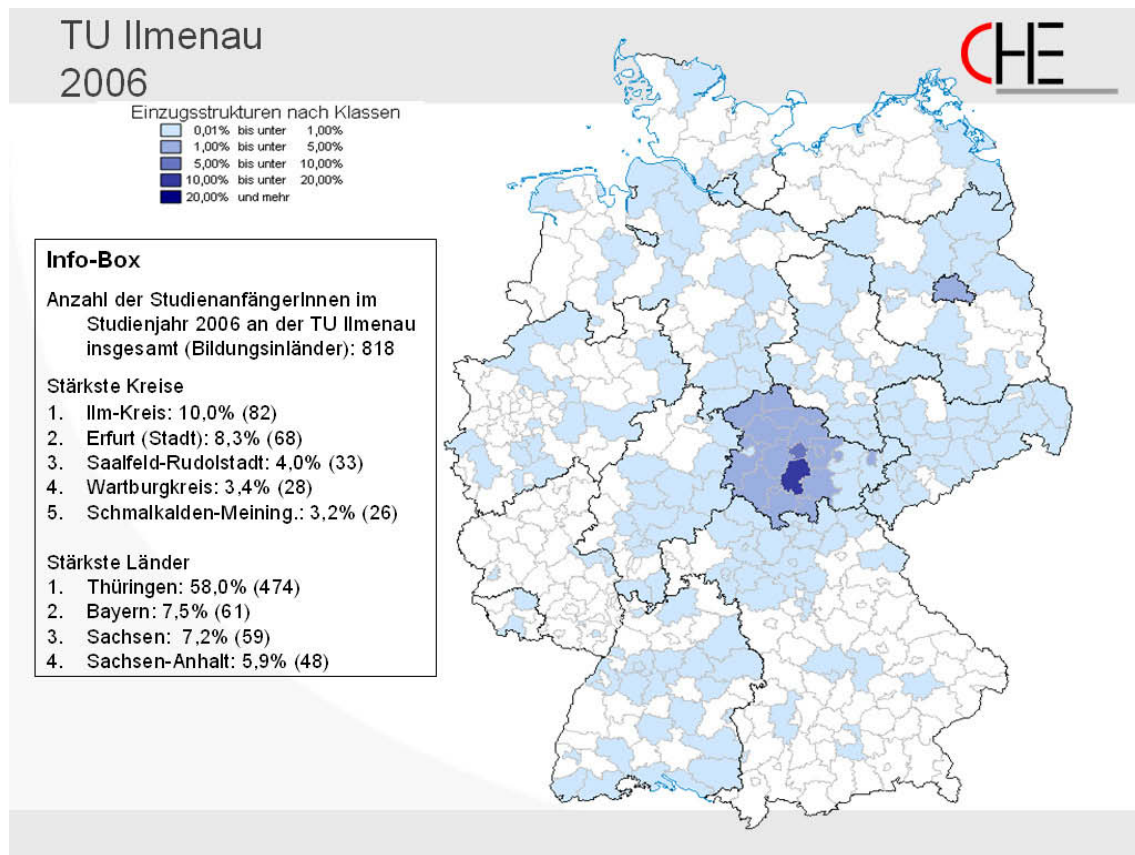 TU Ilmenau
2006
CHE
Einzugsstrukturen nach Klassen
0,01% bis unter 1,00%
1,00% bis unter 5,00%
5,00% bis unter 10,00%
10,00% bis unter 20,00%
20,00% und mehr
Info-Box
Anzahl der StudienanfängerInnen im
Studienjahr 2006 an der TU Ilmenau
insgesamt (Bildungsinländer): 818
Stärkste Kreise
1. Ilm-Kreis: 10,0% (82)
2. Erfurt (Stadt): 8,3% (68)
3. Saalfeld-Rudolstadt: 4,0% (33)
4. Wartburgkreis: 3,4% (28)
5. Schmalkalden-Meining.: 3,2% (26)
Stärkste Länder
1. Thüringen: 58,0% (474)
2. Bayern: 7,5% (61)
3. Sachsen: 7,2% (59)
4. Sachsen-Anhalt: 5,9% (48)